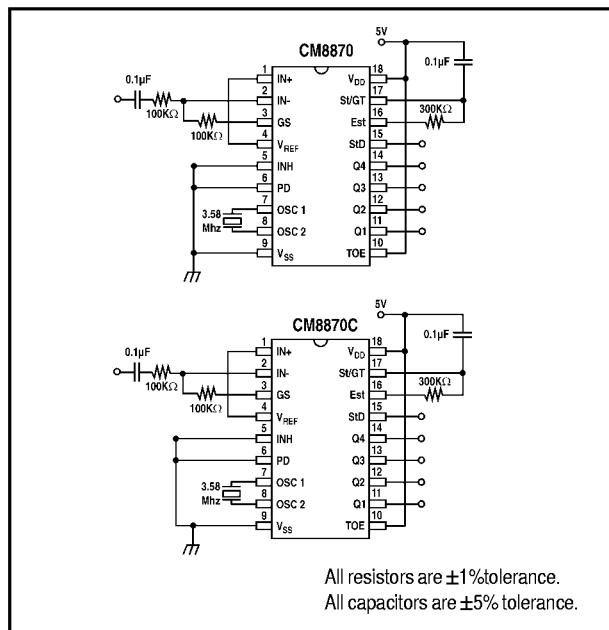 5V
CM8870
0.1µF
0.1µF
100KΩ
100KΩ
300KΩ
1 IN+
2 IN-
3 GS
4 VREF
5 INH
6 PD
7 OSC 1
8 OSC 2
9 VSS
3.58
Mhz
18 VDD
17 St/GT
16 Est
15 StD
14 Q4
13 Q3
12 Q2
11 Q1
10 TOE
5V
CM8870C
0.1µF
0.1µF
100KΩ
100KΩ
300KΩ
1 IN+
2 IN-
3 GS
4 VREF
5 INH
6 PD
7 OSC 1
8 OSC 2
9 VSS
3.58
Mhz
18 VDD
17 St/GT
16 Est
15 StD
14 Q4
13 Q3
12 Q2
11 Q1
10 TOE
All resistors are ±1%tolerance.
All capacitors are ±5% tolerance.